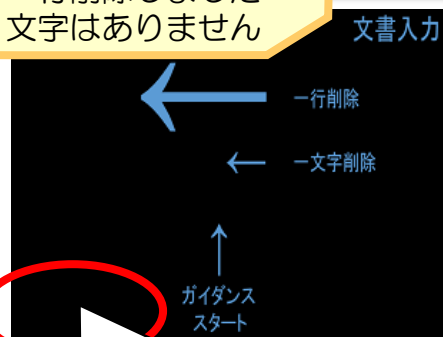 文字はありません
文書入力
一行削除
一文字削除
ガイダンス
スタート